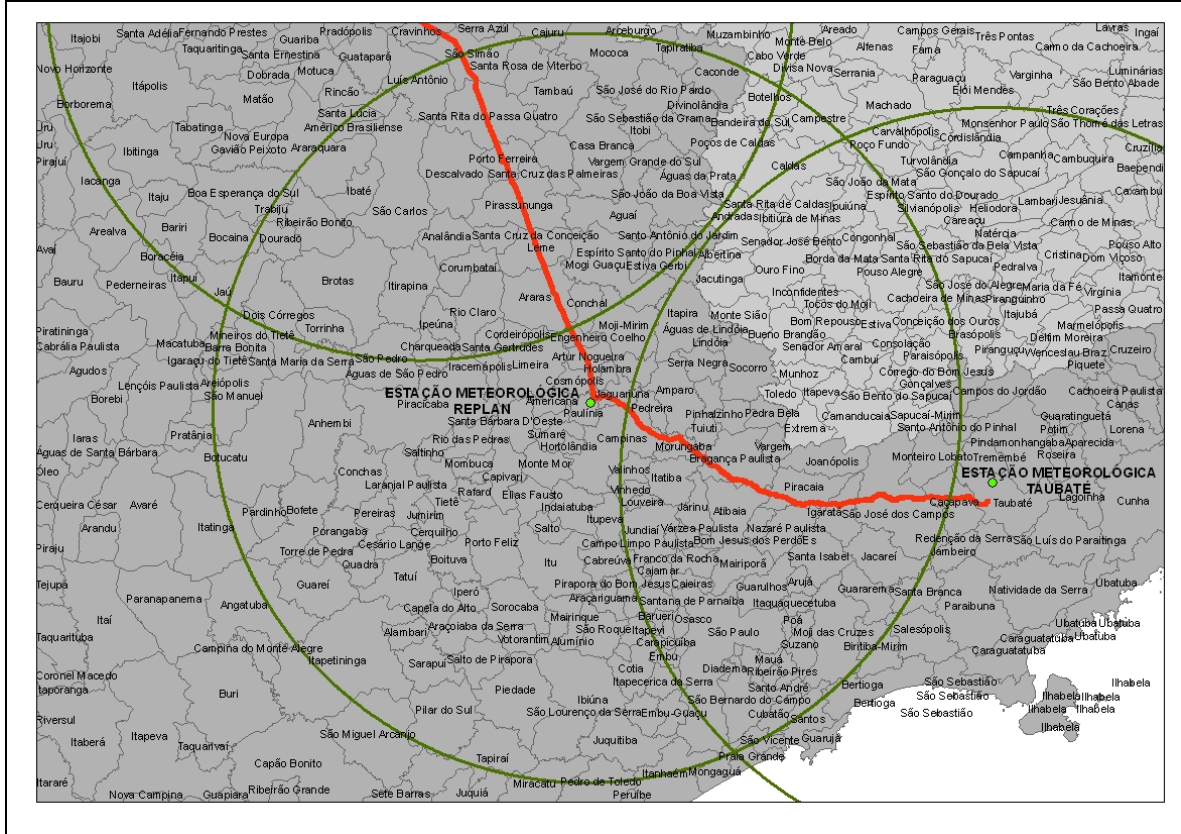 Itajobi
Santa Adélia
Fernando Prestes
Pradópolis
Cravinhos
Serra Azul
Cajuru
Arceburgo
Muzambinho
Areado
Campos Gerais
Três Pontas
Lavras
Ingaí
Taquaritinga
Guariba
Guatapará
São Simão
Mococa
Tapiratiba
Monte Belo
Alfenas
Fama
Carmo da Cachoeira
Santa Ernestina
Cabo Verde
Novo Horizonte
Dobrada
Motuca
Luís Antônio
Santa Rosa de Viterbo
Caconde
Divisa Nova
Serrania
Paraguaçu
Varginha
Luminárias
Itápolis
Rincão
Tambaú
São José do Rio Pardo
Elói Mendes
São Bento Abade
Borborema
Matão
Divinolândia
Botelhos
Machado
Santa Lúcia
Santa Rita do Passa Quatro
São Sebastião da Grama
Bandeira do Sul
Campestre
Três Corações
Uru
Tabatinga
Américo Brasiliense
Itobi
Carvalhópolis
Monsenhor Paulo
São Thomé das Letras
Nova Europa
Poço Fundo
Cordislândia
Pirajuí
Ibitinga
Gavião Peixoto
Araraquara
Casa Branca
Poços de Caldas
Turvolândia
Campanha
Cambuquira
Cruzília
Porto Ferreira
Vargem Grande do Sul
Caldas
São Gonçalo do Sapucaí
Baependi
Iacanga
Descalvado
Santa Cruz das Palmeiras
Águas da Prata
São João da Mata
Itaju
Boa Esperança do Sul
Ibaté
São João da Boa Vista
Espírito Santo do Dourado
Caxambu
Trabiju
Pirassununga
Santa Rita de Caldas
Ipuiúna
Silvianópolis
Heliodora
Lambari
Jesuânia
Arealva
Bariri
Ribeirão Bonito
São Carlos
Aguaí
Andradas
Ibitiúra de Minas
Careaçu
Carmo de Minas
Avaí
Bocaina
Dourado
Analândia
Santa Cruz da Conceição
Santo Antônio do Jardim
Senador José Bento
Congonhal
Natércia
Boracéia
Leme
Espírito Santo do Pinhal
Albertina
São Sebastião da Bela Vista
Pouso Alto
Bauru
Pederneiras
Itapuí
Jaú
Brotas
Itirapina
Corumbataí
Mogi Guaçu
Estiva Gerbi
Jacutinga
Ouro Fino
Borda da Mata
Santa Rita do Sapucaí
Pouso Alegre
Pedralva
Cristina
Dom Viçoso
Itamonte
Araras
Conchal
Inconfidentes
São José do Alegre
Maria da Fé
Virgínia
Dois Córregos
Rio Claro
Itapira
Monte Sião
Tocos do Moji
Cachoeira de Minas
Piranguinho
Passa Quatro
Piratininga
Mineiros do Tietê
Torrinha
Ipeúna
Cordeirópolis
Moji-Mirim
Águas de Lindóia
Bom Repouso
Estiva
Conceição dos Ouros
Itajubá
Marmelópolis
Cabrália Paulista
Macatuba
Barra Bonita
Charqueada
Santa Gertrudes
Engenheiro Coelho
Lindóia
Bueno Brandão
Senador Amaral
Consolação
Brasópolis
Delfim Moreira
Igaraçu do Tietê
Santa Maria da Serra
São Pedro
Artur Nogueira
Cambuí
Paraisópolis
Piranguçu
Wenceslau Braz
Cruzeiro
Agudos
Águas de São Pedro
Iracemápolis
Limeira
Holambra
Serra Negra
Socorro
Munhoz
Córrego do Bom Jesus
Piquete
Lençóis Paulista
Areiópolis
Cosmópolis
Amparo
Toledo
Itapeva
Gonçalves
Campos do Jordão
Cachoeira Paulista
Borebi
São Manuel
ESTAÇÃO METEOROLÓGICA
REPLAN
Americana
Jaguariúna
São Bento do Sapucaí
Canas
Piracicaba
Paulínia
Pedreira
Pinhalzinho
Pedra Bela
Camanducaia
Sapucaí-Mirim
Guaratinguetá
Pratânia
Anhembi
Santa Bárbara D'Oeste
Tuiuti
Extrema
Santo Antônio do Pinhal
Potim
Lorena
Iaras
Rio das Pedras
Sumaré
Campinas
Morungaba
Vargem
Pindamonhangaba
Aparecida
Águas de Santa Bárbara
Botucatu
Saltinho
Hortolândia
Bragança Paulista
Joanópolis
Monteiro Lobato
Tremembé
Roseira
Óleo
Conchas
Mombuca
Monte Mor
Valinhos
ESTAÇÃO METEOROLÓGICA
TAUBATÉ
Laranjal Paulista
Capivari
Itatiba
Piracaia
Rafard
Elias Fausto
Vinhedo
Caçapava
Taubaté
Lagoinha
Cunha
Cerqueira César
Avaré
Pardinho
Bofete
Pereiras
Tietê
Indaiatuba
Louveira
Jarinu
Atibaia
Igaratá
São José dos Campos
Arandu
Itatinga
Porangaba
Jumirim
Salto
Itupeva
Jundiaí
Várzea Paulista
Nazaré Paulista
Cerquilho
Porto Feliz
Campo Limpo Paulista
Bom Jesus dos Perdões
Redenção da Serra
São Luís do Paraitinga
Piraju
Torre de Pedra
Cesário Lange
Boituva
Itu
Cabreúva
Franco da Rocha
Santa Isabel
Jacareí
Jambeiro
Quadra
Cajamar
Mairiporã
Tejupá
Guareí
Tatuí
Pirapora do Bom Jesus
Caieiras
Guarulhos
Arujá
Guararema
Santa Branca
Natividade da Serra
Ubatuba
Paranapanema
Angatuba
Iperó
Araçariguama
Santana de Parnaíba
Itaquaquecetuba
Paraibuna
Itaí
Capela do Alto
Sorocaba
Mairinque
Barueri
Osasco
Poá
Ubatuba
Ubatuba
Taquarituba
Alambari
Araçoiaba da Serra
São Roque
Itapevi
São Paulo
Moji das Cruzes
Salesópolis
Caraguatatuba
Ubatuba
Campina do Monte Alegre
Votorantim
Alumínio
Carapicuíba
Suzano
Biritiba-Mirim
Caraguatatuba
Itapetininga
Embu
Coronel Macedo
Sarapuí
Salto de Pirapora
Cotia
Diadema
Mauá
Ribeirão Pires
Itaporanga
Buri
Itapecerica da Serra
Santo André
Bertioga
São Sebastião
Ilhabela
Piedade
Ibiúna
São Bernardo do Campo
Bertioga
São Sebastião
Ilhabela
Ilhabela
Riversul
Pilar do Sul
São Lourenço da Serra
Embu-Guaçu
Cubatão
Santos
São Sebastião
Ilhabela
Ilhabela
Itaberá
Itapeva
Taquarivaí
São Miguel Arcanjo
Juquitiba
São Vicente
Guarujá
Ilhabela
Capão Bonito
Tapiraí
Praia Grande
Itararé
Nova Campina
Guapiara
Ribeirão Grande
Sete Barras
Juquiá
Miracatu
Pedro de Toledo
Itanhaém
Mongaguá
Peruíbe